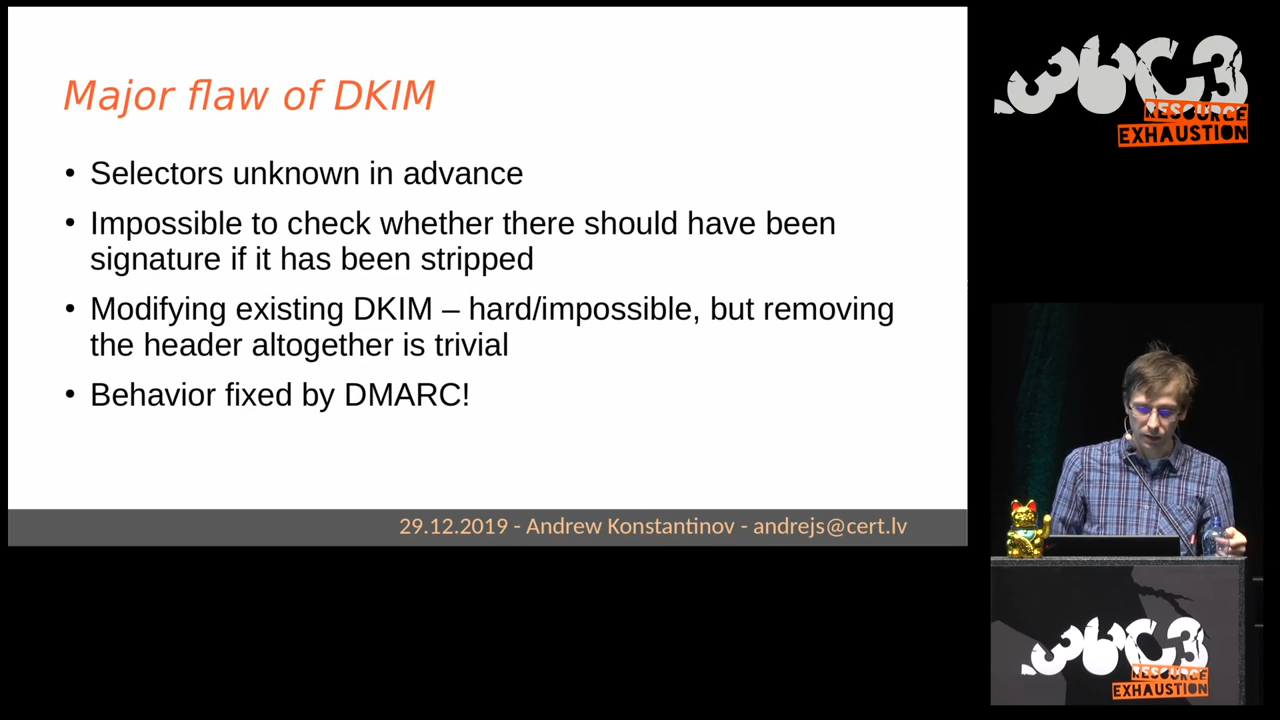 Major flaw of DKIM
• Selectors unknown in advance
• Impossible to check whether there should have been
signature if it has been stripped
• Modifying existing DKIM – hard/impossible, but removing
the header altogether is trivial
• Behavior fixed by DMARC!
29.12.2019 - Andrew Konstantinov - andrejs@cert.lv
36C3
RESOURCE
EXHAUSTION
36C3
RESOURCE
EXHAUSTION